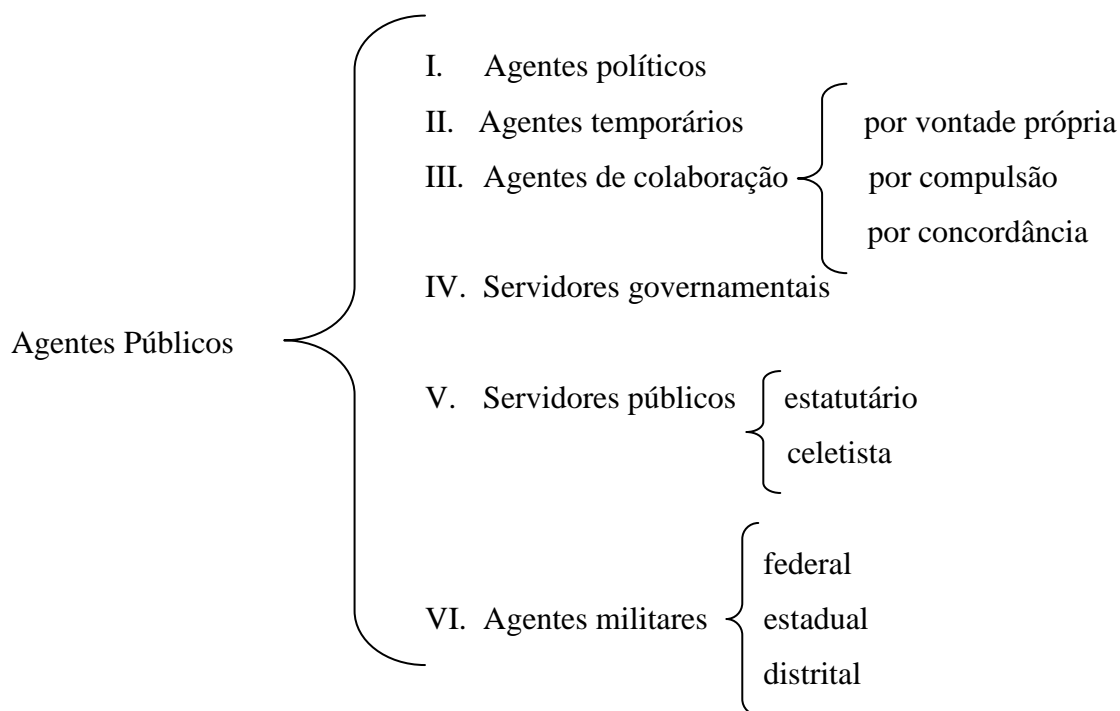 I. Agentes políticos
II. Agentes temporários
por vontade própria
III. Agentes de colaboração
por compulsão
por concordância
IV. Servidores governamentais
Agentes Públicos
V. Servidores públicos
estatutário
celetista
federal
VI. Agentes militares
estadual
distrital